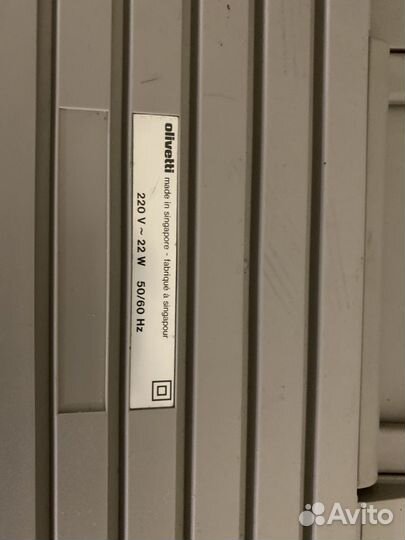 olivetti
made in singapore - fabriqué à singapour
220 V ~ 22 W 50/60 Hz
Avito